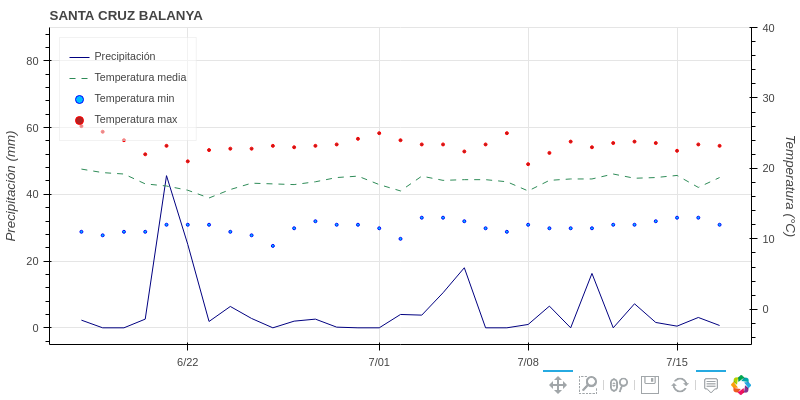 SANTA CRUZ BALANYA
Precipitación
Temperatura media
Temperatura min
Temperatura max
Precipitación (mm)
80
60
40
20
0
Temperatura (°C)
40
30
20
10
0
6/22
7/01
7/08
7/15